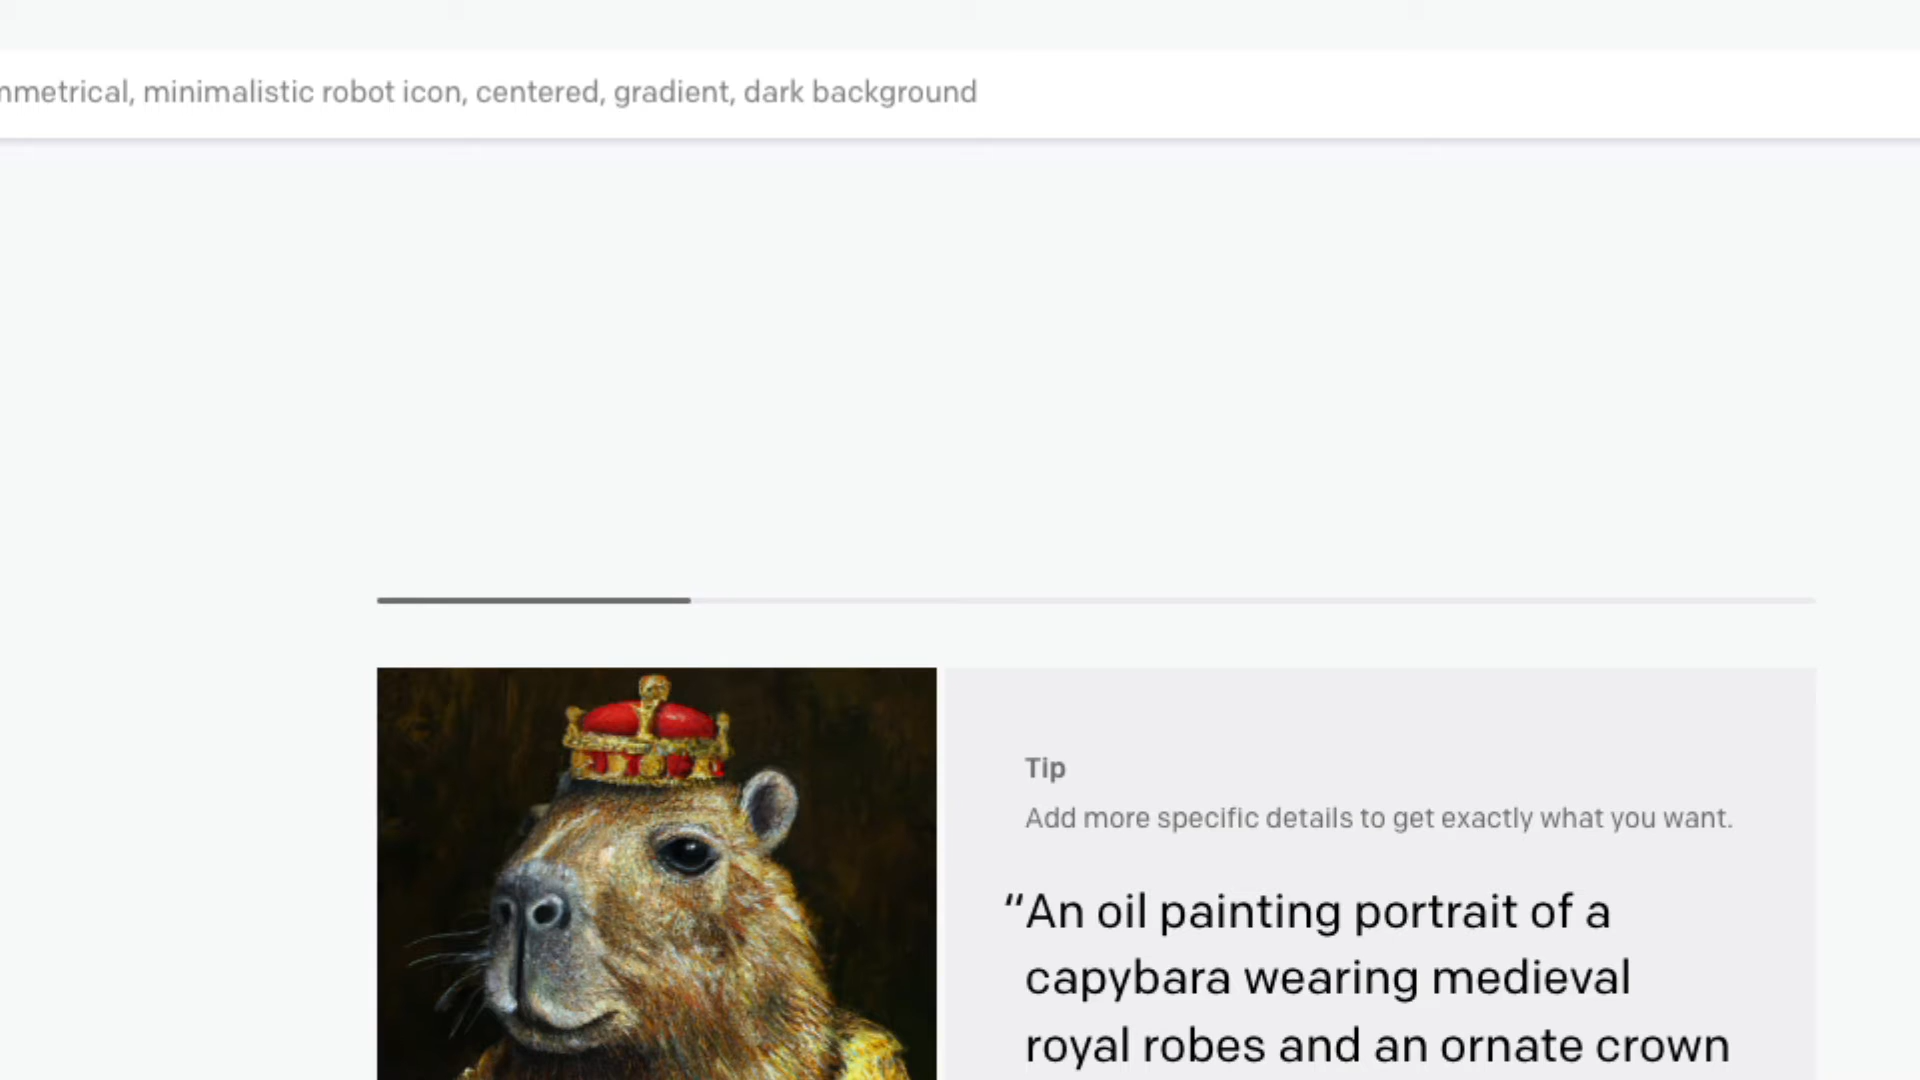 symmetrical, minimalistic robot icon, centered, gradient, dark background
Tip
Add more specific details to get exactly what you want.
“An oil painting portrait of a
capybara wearing medieval
royal robes and an ornate crown